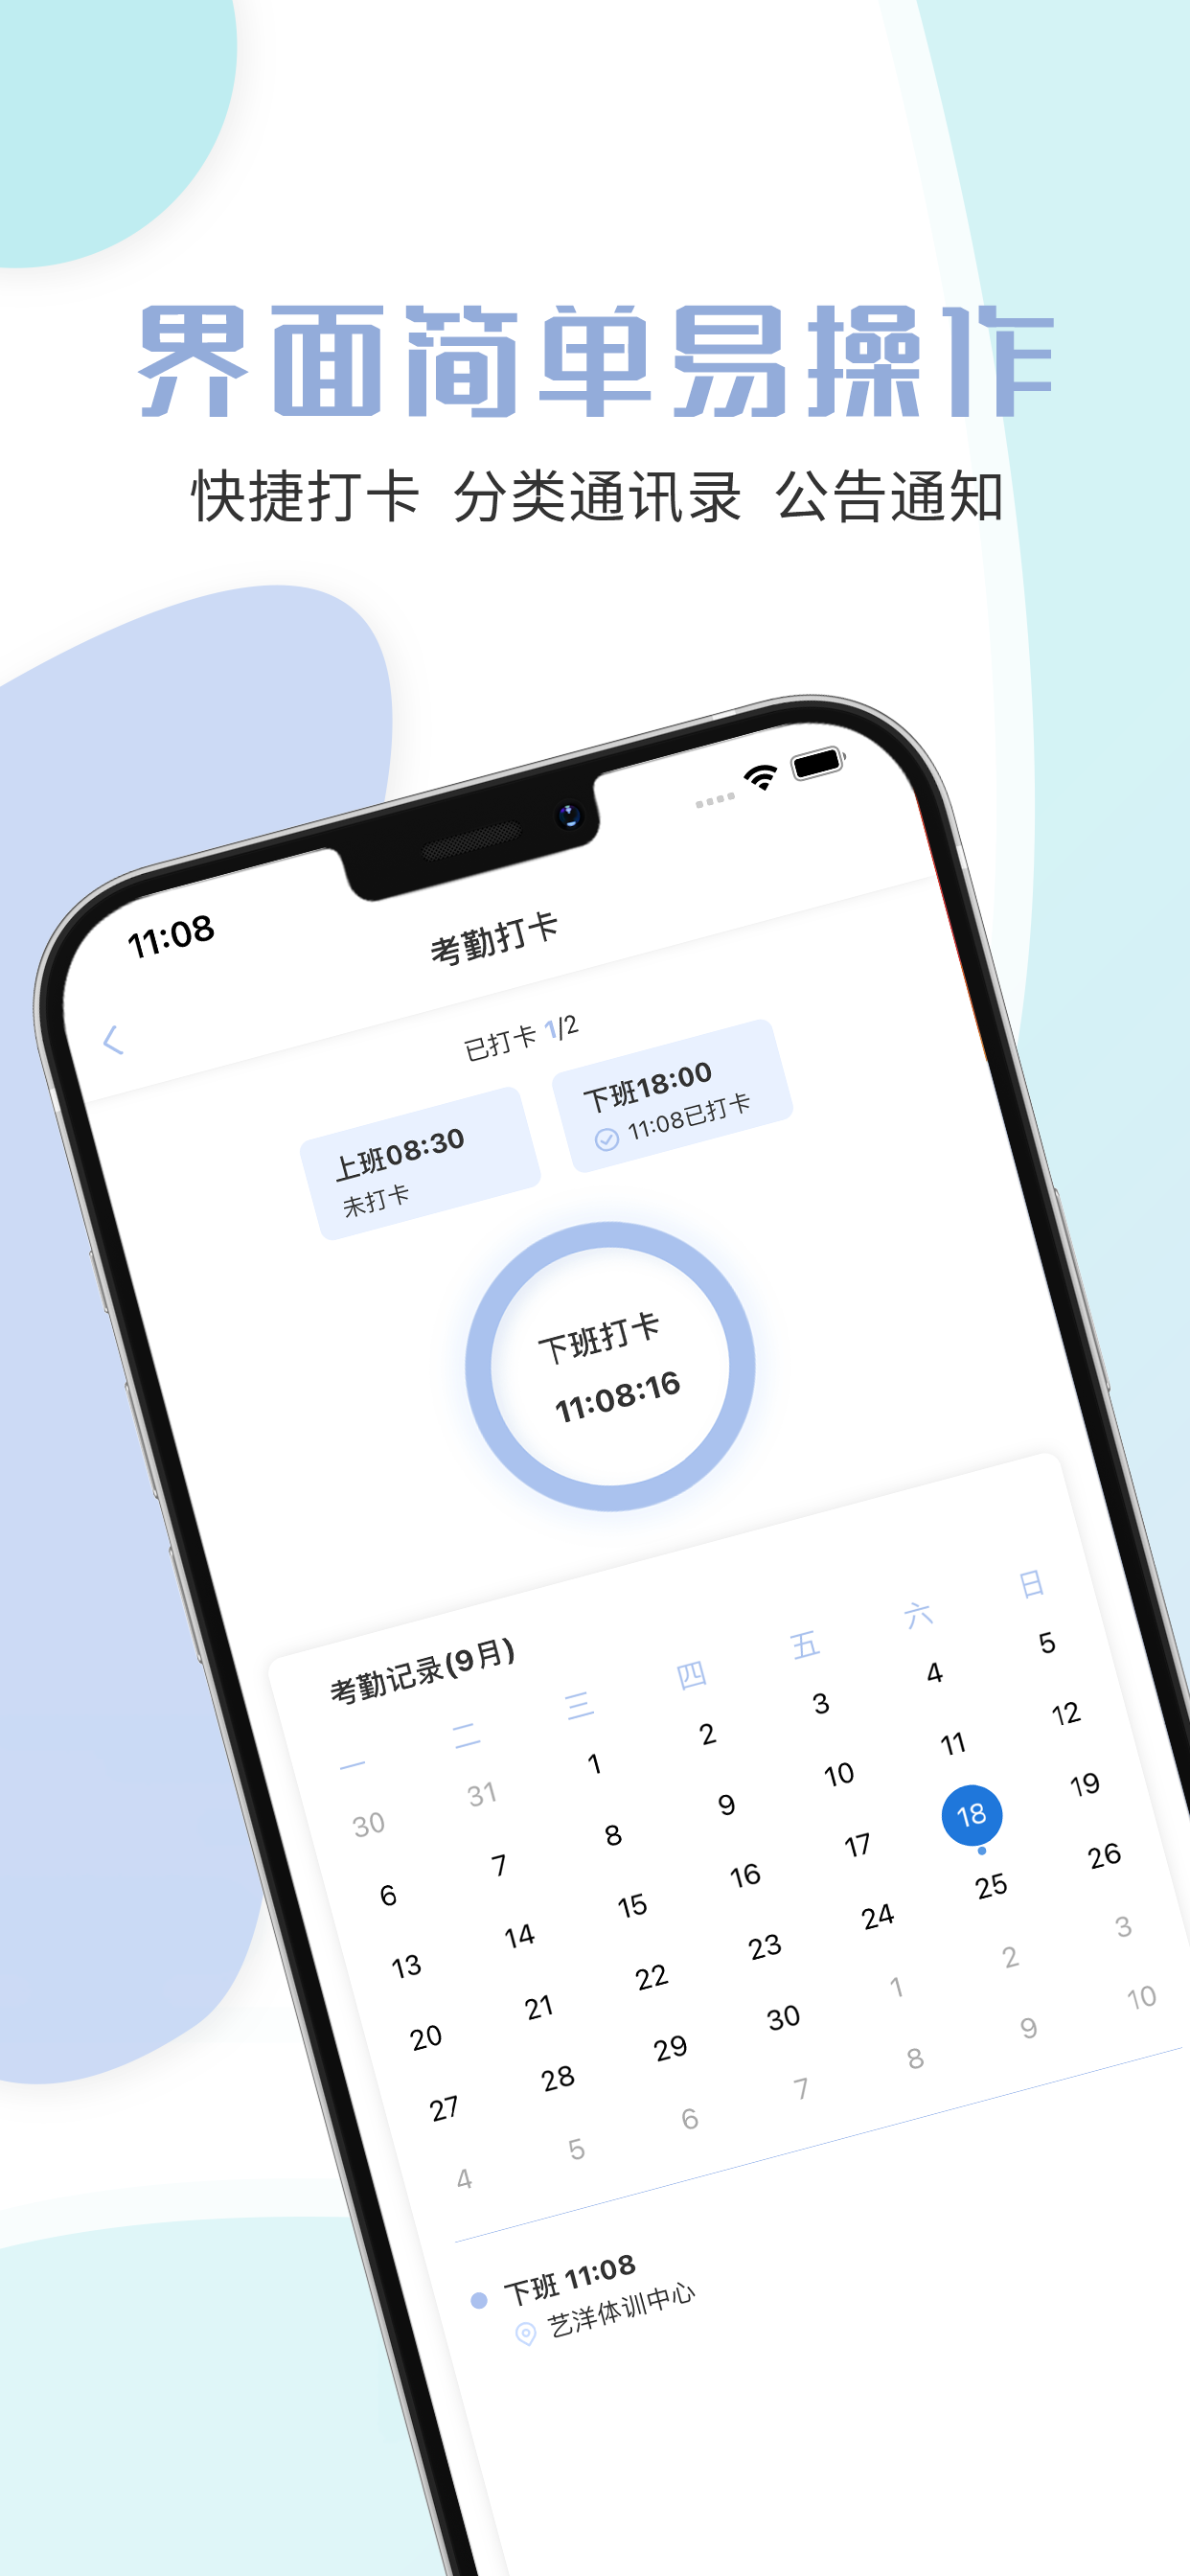 界面简单易操作
快捷打卡 分类通讯录 公告通知
11:08
考勤打卡
已打卡 1/2
上班08:30
未打卡
下班18:00
11:08已打卡
下班打卡
11:08:16
考勤记录(9月)
一 二 三 四 五 六 日
30 31 1 2 3 4 5
6 7 8 9 10 11 12
13 14 15 16 17 18 19
20 21 22 23 24 25 26
27 28 29 30 1 2 3
4 5 6 7 8 9 10
下班 11:08
艺洋体训中心